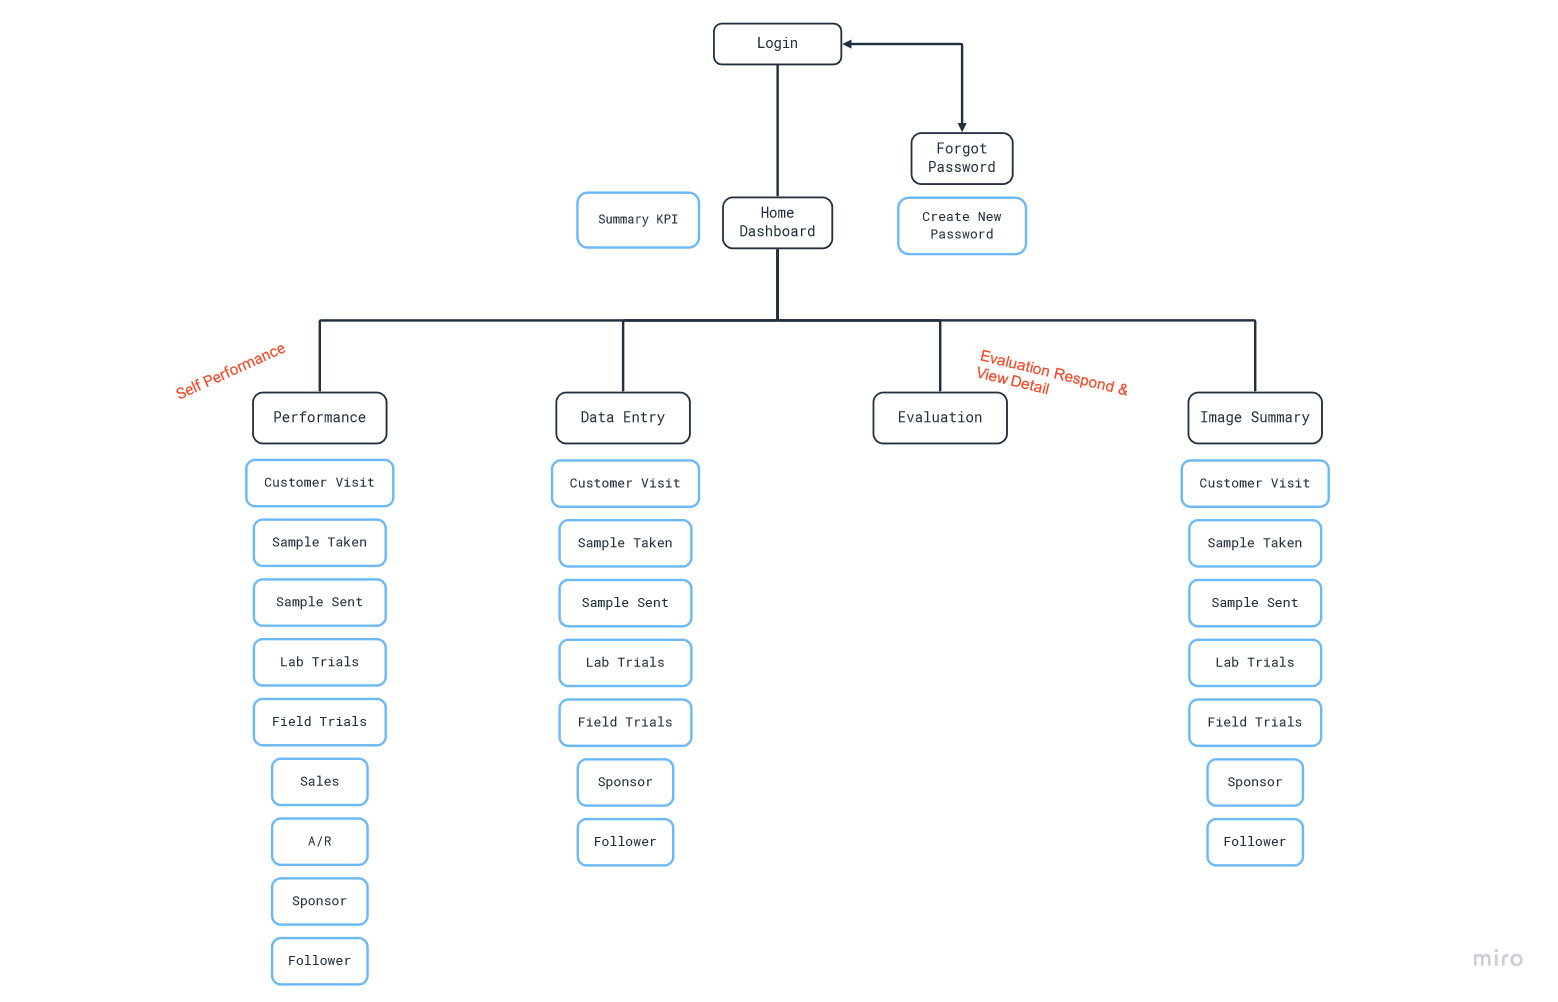 Login
Forgot
Password
Summary KPI
Home
Dashboard
Create New
Password
Self Performance
Evaluation Respond &
View Detail
Performance
Data Entry
Evaluation
Image Summary
Customer Visit
Sample Taken
Sample Sent
Lab Trials
Field Trials
Sales
A/R
Sponsor
Follower
Customer Visit
Sample Taken
Sample Sent
Lab Trials
Field Trials
Sponsor
Follower
Customer Visit
Sample Taken
Sample Sent
Lab Trials
Field Trials
Sponsor
Follower
miro